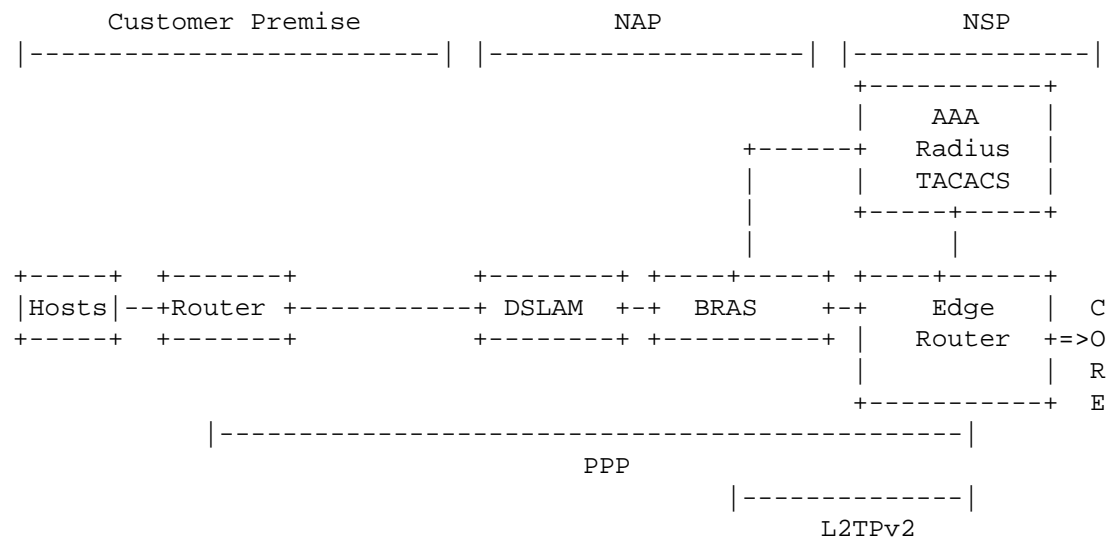 Customer Premise NAP NSP
AAA
Radius
TACACS
Hosts Router DSLAM BRAS Edge C
Router O
R
E
PPP
L2TPv2